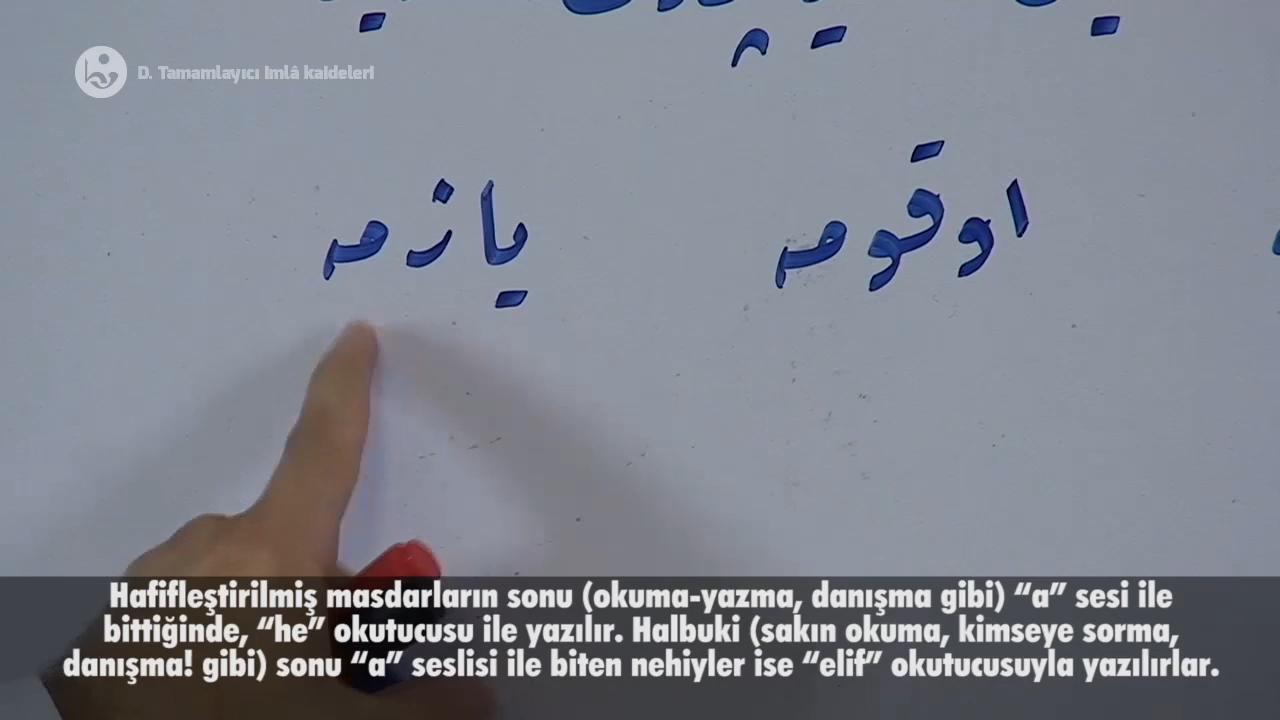 D. Tamamlayıcı imlâ kaideleri
اوقومه يازمه
Hafifleştirilmiş masdarların sonu (okuma-yazma, danışma gibi) “a” sesi ile
bittiğinde, “he” okutucusu ile yazılır. Halbuki (sakın okuma, kimseye sorma,
danışma! gibi) sonu “a” seslisi ile biten nehiyler ise “elif” okutucusuyla yazılırlar.